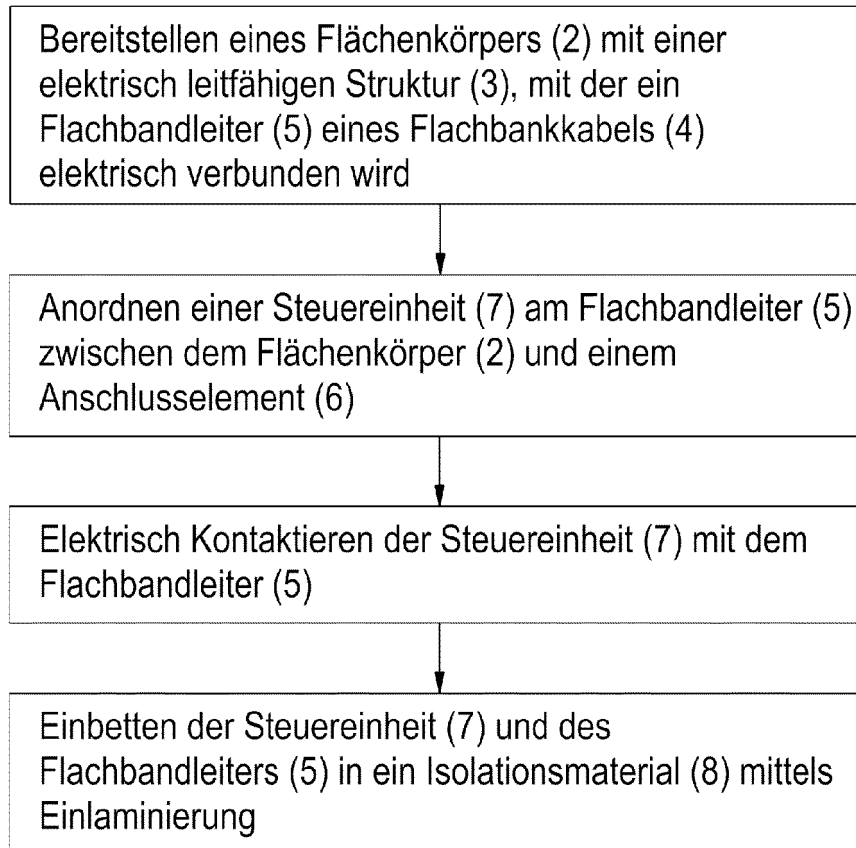 Bereitstellen eines Flächenkörpers (2) mit einer
elektrisch leitfähigen Struktur (3), mit der ein
Flachbandleiter (5) eines Flachbankkabels (4)
elektrisch verbunden wird
Anordnen einer Steuereinheit (7) am Flachbandleiter (5)
zwischen dem Flächenkörper (2) und einem
Anschlusselement (6)
Elektrisch Kontaktieren der Steuereinheit (7) mit dem
Flachbandleiter (5)
Einbetten der Steuereinheit (7) und des
Flachbandleiters (5) in ein Isolationsmaterial (8) mittels
Einlaminierung